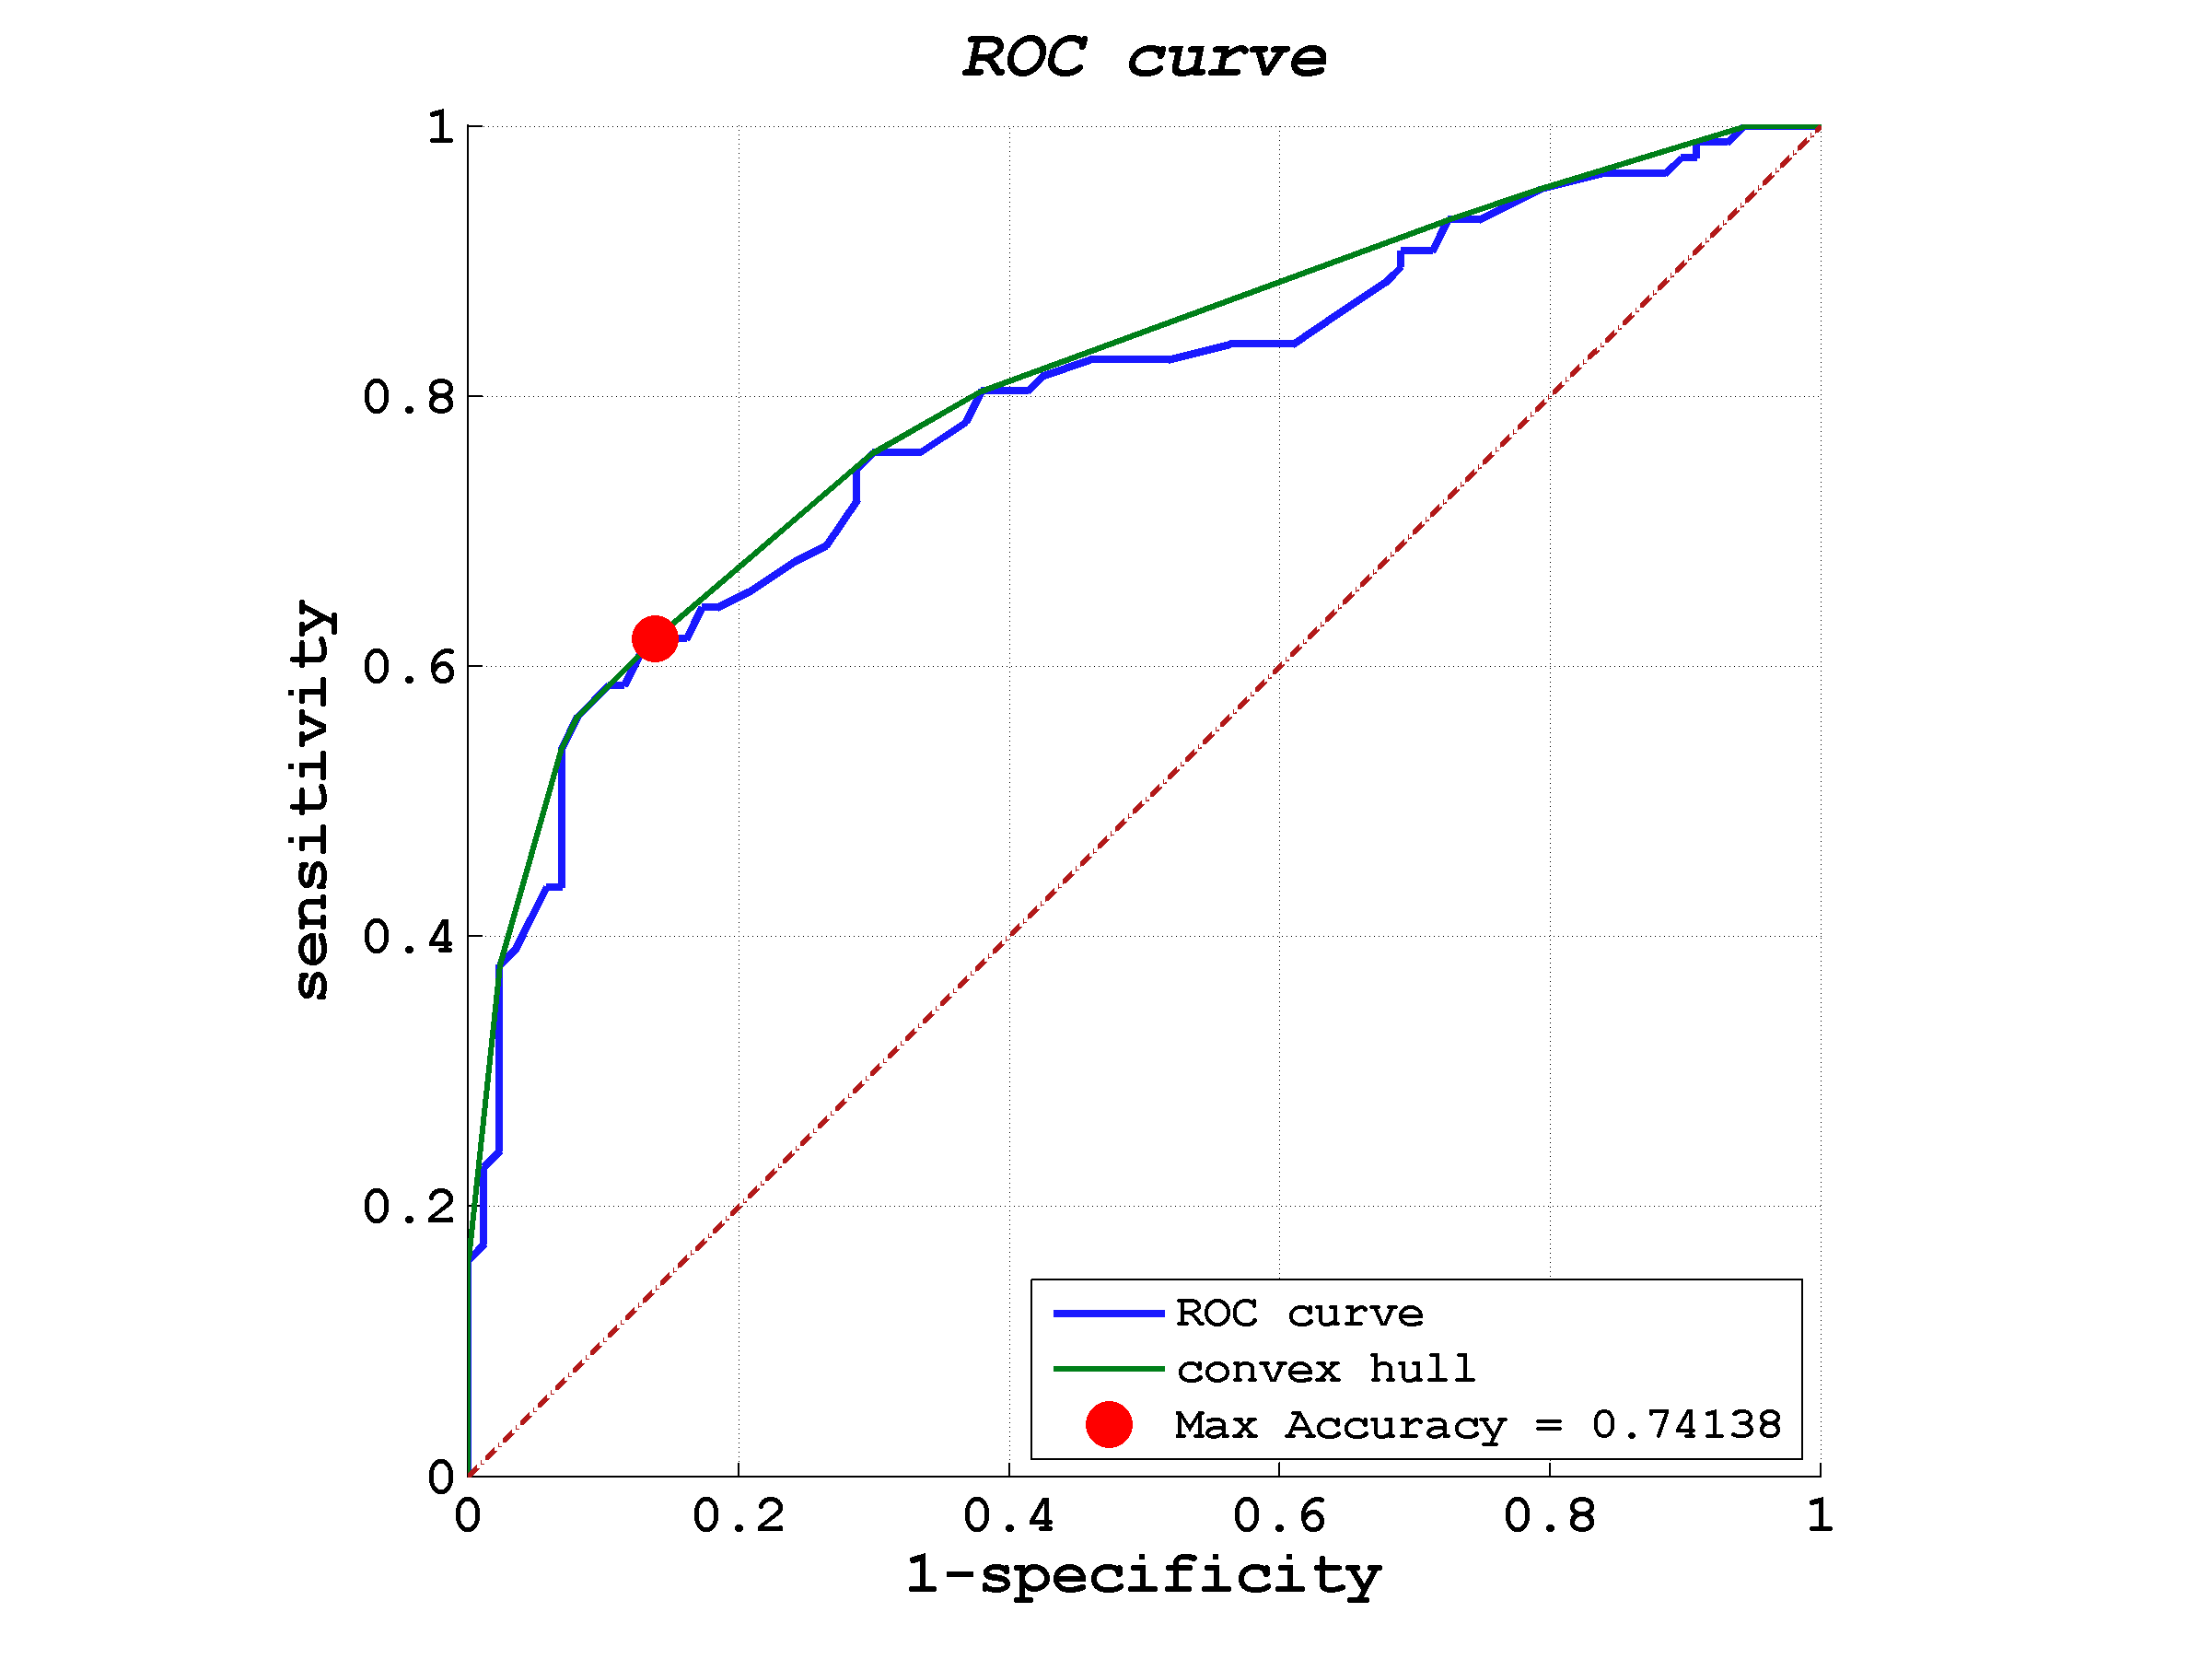 ROC curve
1
0.8
0.6
0.4
0.2
0
sensitivity
0 0.2 0.4 0.6 0.8 1
1-specificity
ROC curve
convex hull
Max Accuracy = 0.74138